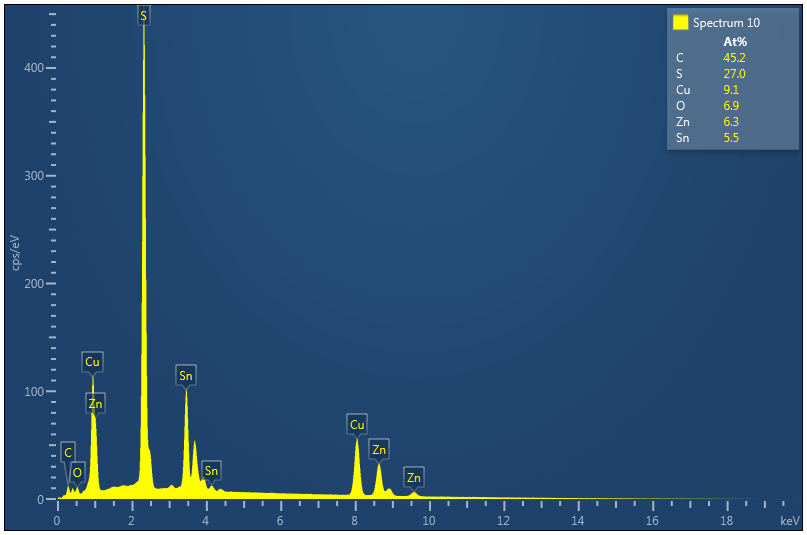 S
Spectrum 10
At%
C 45.2
S 27.0
Cu 9.1
O 6.9
Zn 6.3
Sn 5.5
400
300
200
100
0
cps/eV
Cu
Zn
C
O
Sn
Sn
Cu
Zn
Zn
0 2 4 6 8 10 12 14 16 18 keV